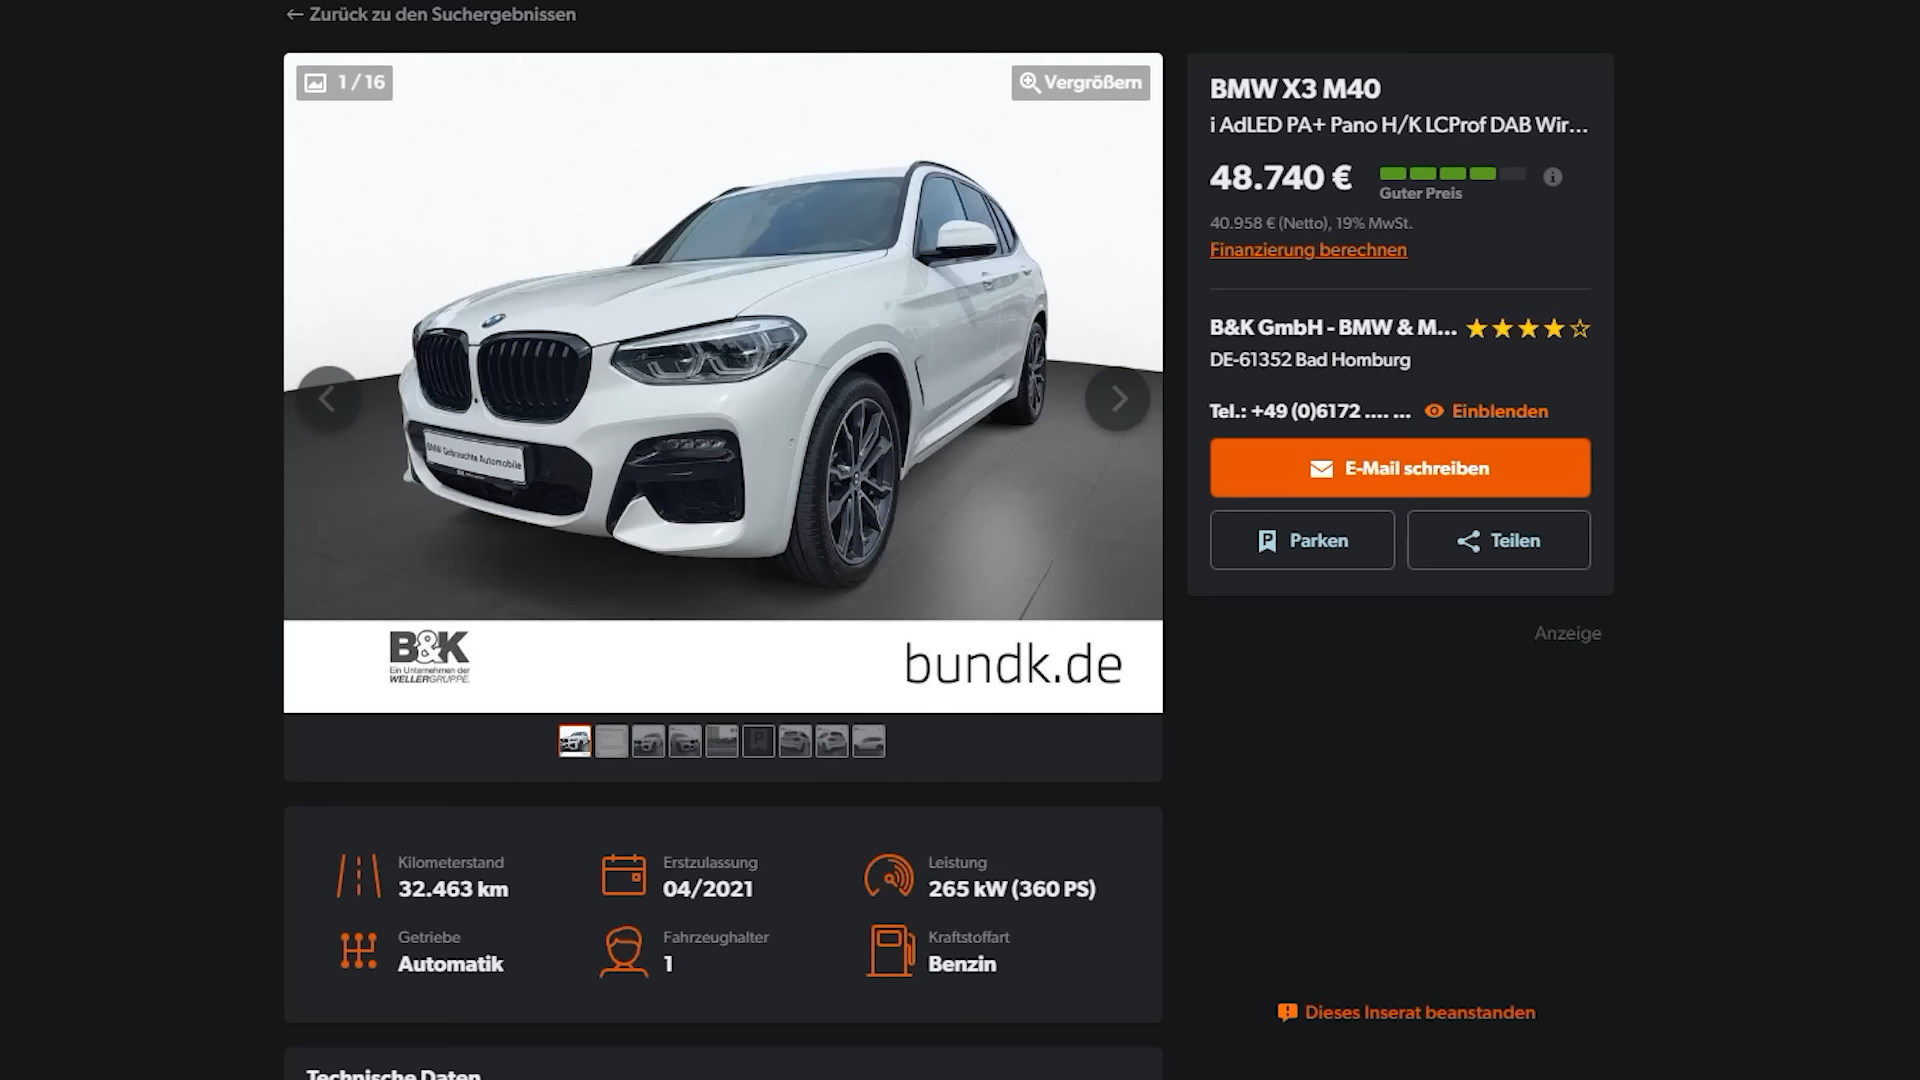 ← Zurück zu den Suchergebnissen
1 / 16
Vergrößern
BMW Gebrauchte Automobile
B&K
Ein Unternehmen der
WELLERGRUPPE.
bundk.de
BMW X3 M40
i AdLED PA+ Pano H/K LCProf DAB Wir...
48.740 €
Guter Preis
40.958 € (Netto), 19% MwSt.
Finanzierung berechnen
B&K GmbH - BMW & M...
DE-61352 Bad Homburg
Tel.: +49 (0)6172 .... ...
Einblenden
E-Mail schreiben
Parken
Teilen
Anzeige
Kilometerstand
32.463 km
Erstzulassung
04/2021
Leistung
265 kW (360 PS)
Getriebe
Automatik
Fahrzeughalter
1
Kraftstoffart
Benzin
Dieses Inserat beanstanden
Technische Daten